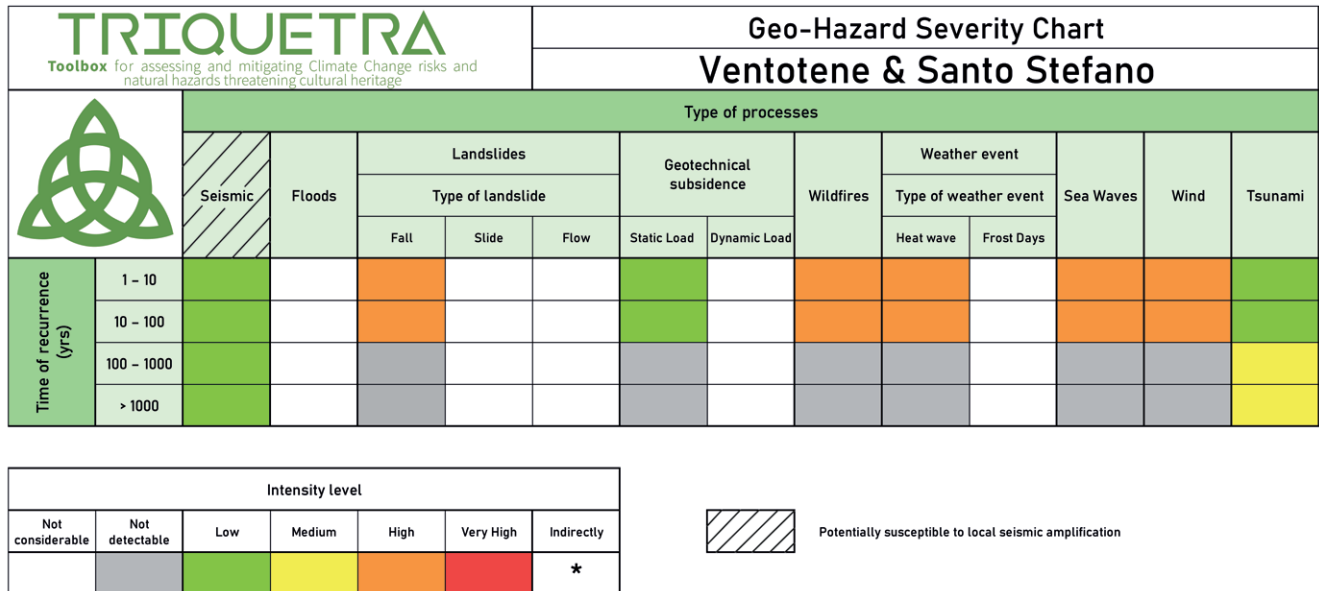 TRIQUETRA
Toolbox for assessing and mitigating Climate Change risks and
natural hazards threatening cultural heritage
Geo-Hazard Severity Chart
Ventotene & Santo Stefano
Type of processes
Seismic
Floods
Landslides
Type of landslide
Fall
Slide
Flow
Geotechnical
subsidence
Static Load
Dynamic Load
Wildfires
Weather event
Type of weather event
Heat wave
Frost Days
Sea Waves
Wind
Tsunami
Time of recurrence
(yrs)
1 – 10
10 – 100
100 – 1000
> 1000
Intensity level
Not
considerable
Not
detectable
Low
Medium
High
Very High
Indirectly
*
Potentially susceptible to local seismic amplification